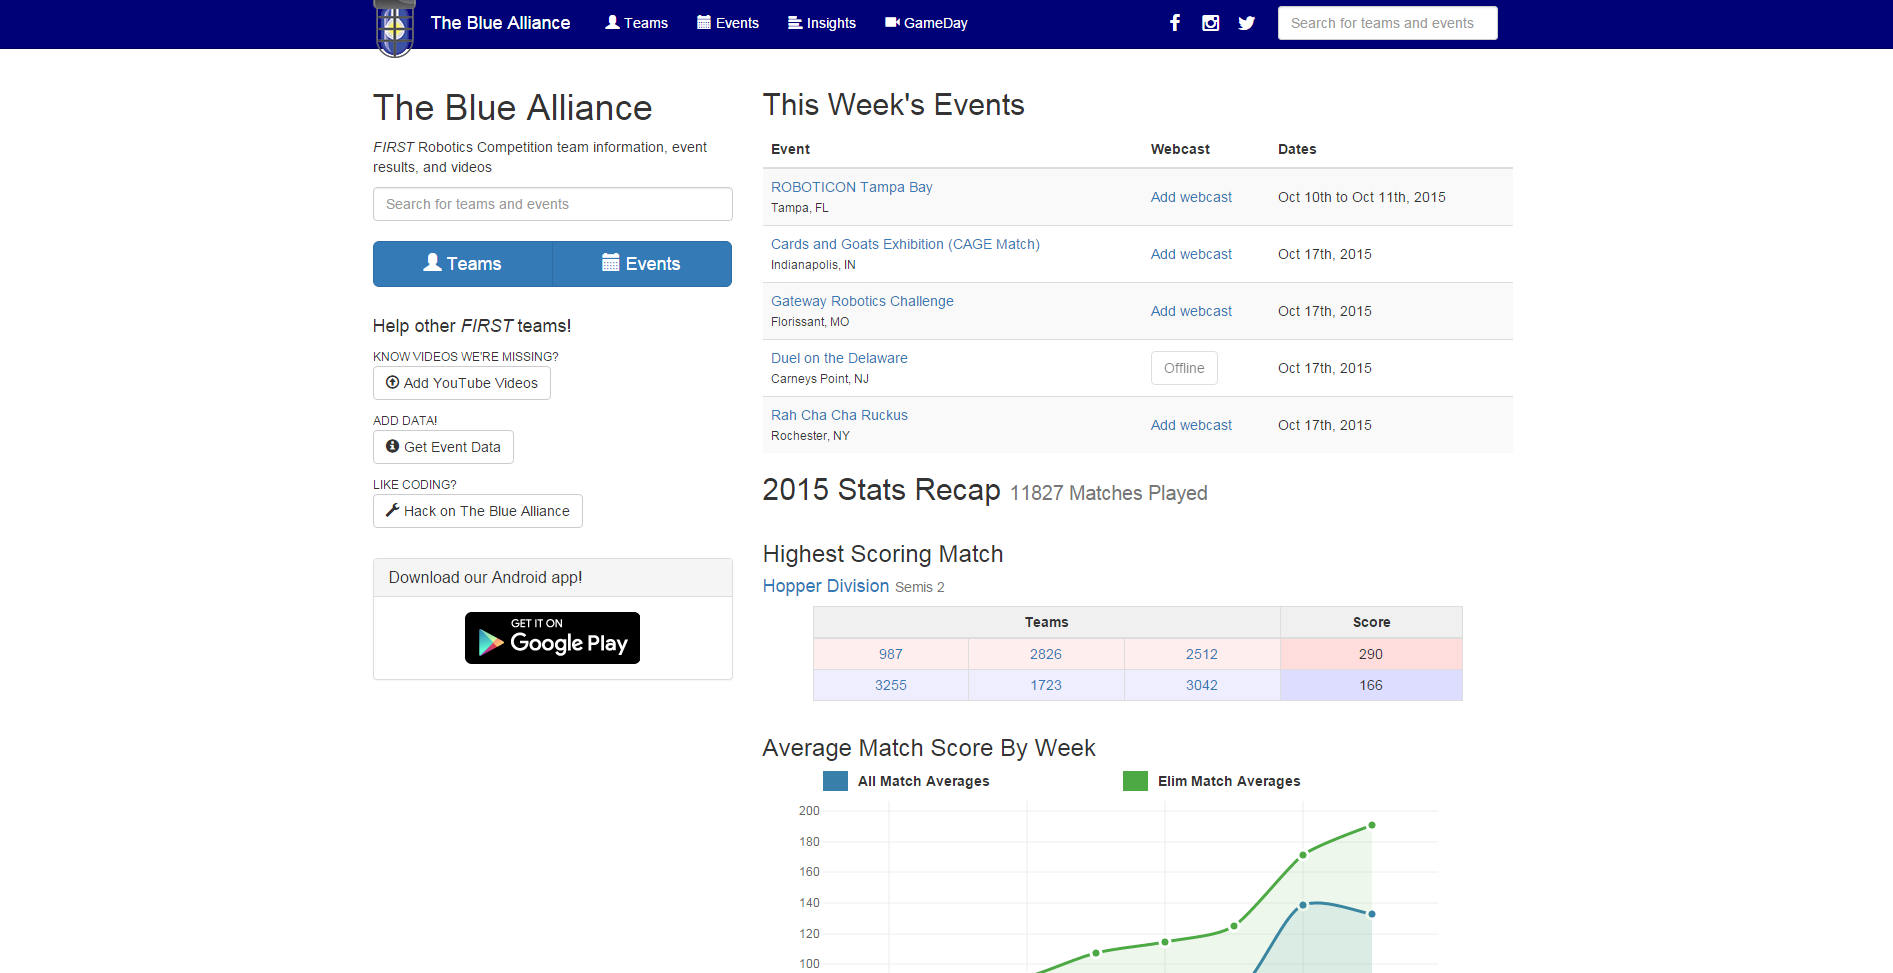 The Blue Alliance Teams Events Insights GameDay Search for teams and events
The Blue Alliance
FIRST Robotics Competition team information, event
results, and videos
Search for teams and events
Teams Events
Help other FIRST teams!
KNOW VIDEOS WE'RE MISSING?
Add YouTube Videos
ADD DATA!
Get Event Data
LIKE CODING?
Hack on The Blue Alliance
Download our Android app!
GET IT ON
Google Play
This Week's Events
Event Webcast Dates
ROBOTICON Tampa Bay
Tampa, FL
Add webcast Oct 10th to Oct 11th, 2015
Cards and Goats Exhibition (CAGE Match)
Indianapolis, IN
Add webcast Oct 17th, 2015
Gateway Robotics Challenge
Florissant, MO
Add webcast Oct 17th, 2015
Duel on the Delaware
Carneys Point, NJ
Offline Oct 17th, 2015
Rah Cha Cha Ruckus
Rochester, NY
Add webcast Oct 17th, 2015
2015 Stats Recap 11827 Matches Played
Highest Scoring Match
Hopper Division Semis 2
Teams Score
987 2826 2512 290
3255 1723 3042 166
Average Match Score By Week
All Match Averages Elim Match Averages
200
180
160
140
120
100